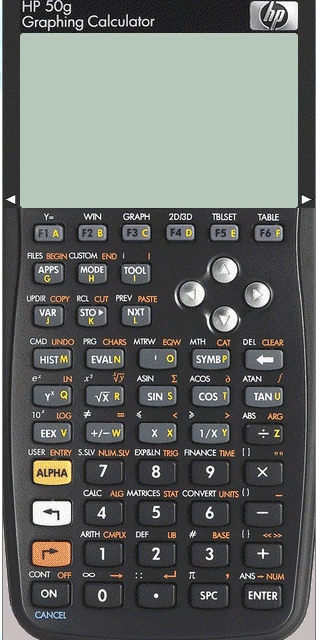 HP 50g
Graphing Calculator
hp
Y= WIN GRAPH 2D/3D TBLSET TABLE
F1 A F2 B F3 C F4 D F5 E F6 F
FILES BEGIN CUSTOM END i I
APPS G MODE H TOOL I
UPDIR COPY RCL CUT PREV PASTE
VAR J STO▶ K NXT L
CMD UNDO PRG CHARS MTRW EQW MTH CAT DEL CLEAR
HIST M EVAL N ' O SYMB P
eˣ LN x² ˣ√y ASIN Σ ACOS ∂ ATAN ∫
Yˣ Q √X R SIN S COS T TAN U
10ˣ LOG ≠ = ≤ < ≥ > ABS ARG
EEX V +/− W X X 1/X Y ÷ Z
USER ENTRY S.SLV NUM.SLV EXP&LN TRIG FINANCE TIME [ ] " "
ALPHA 7 8 9 ×
CALC ALG MATRICES STAT CONVERT UNITS ( ) _
4 5 6 −
ARITH CMPLX DEF LIB # BASE { } « »
1 2 3 +
CONT OFF ∞ → : : ↵ π , ANS →NUM
ON 0 . SPC ENTER
CANCEL